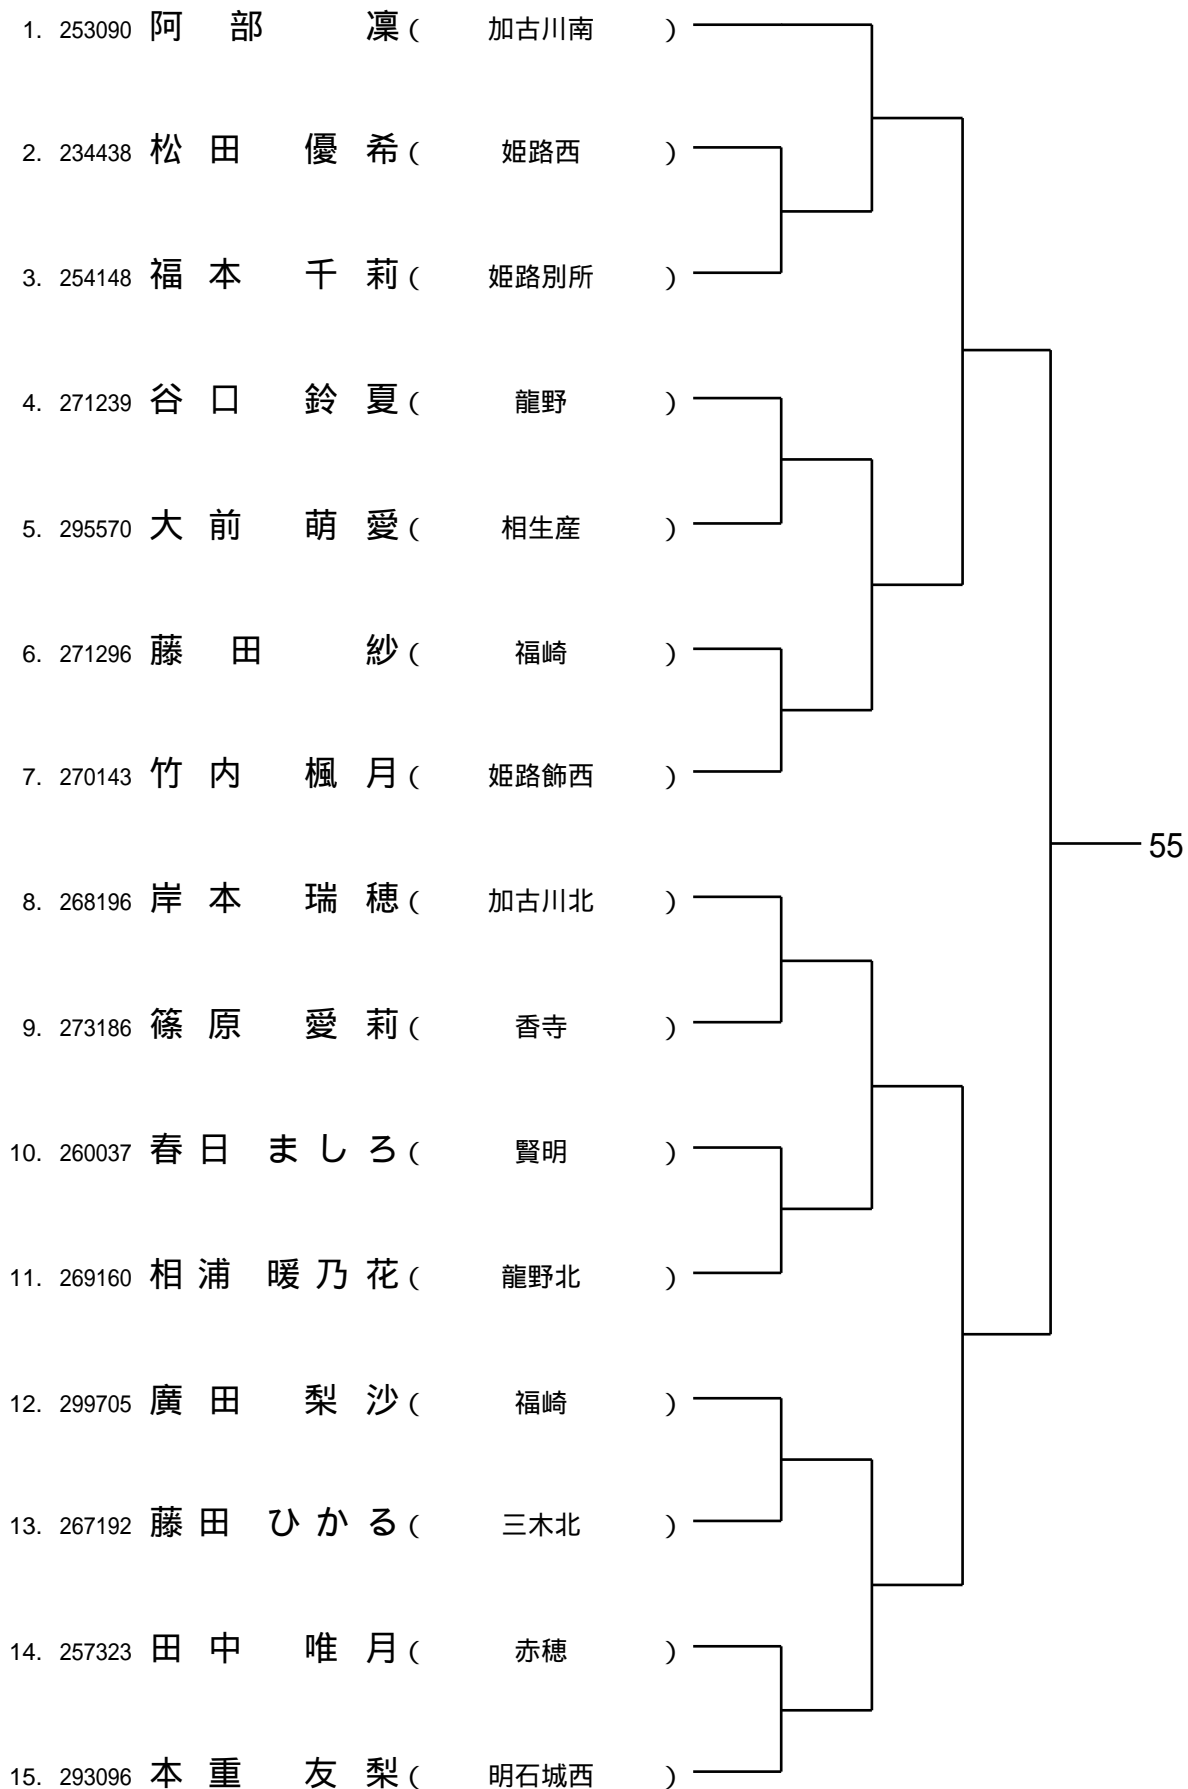 1. 253090 阿部 凜 ( 加古川南 )
2. 234438 松田 優希 ( 姫路西 )
3. 254148 福本 千莉 ( 姫路別所 )
4. 271239 谷口 鈴夏 ( 龍野 )
5. 295570 大前 萌愛 ( 相生産 )
6. 271296 藤田 紗 ( 福崎 )
7. 270143 竹内 楓月 ( 姫路飾西 )
55
8. 268196 岸本 瑞穂 ( 加古川北 )
9. 273186 篠原 愛莉 ( 香寺 )
10. 260037 春日 ましろ ( 賢明 )
11. 269160 相浦 暖乃花 ( 龍野北 )
12. 299705 廣田 梨沙 ( 福崎 )
13. 267192 藤田 ひかる ( 三木北 )
14. 257323 田中 唯月 ( 赤穂 )
15. 293096 本重 友梨 ( 明石城西 )